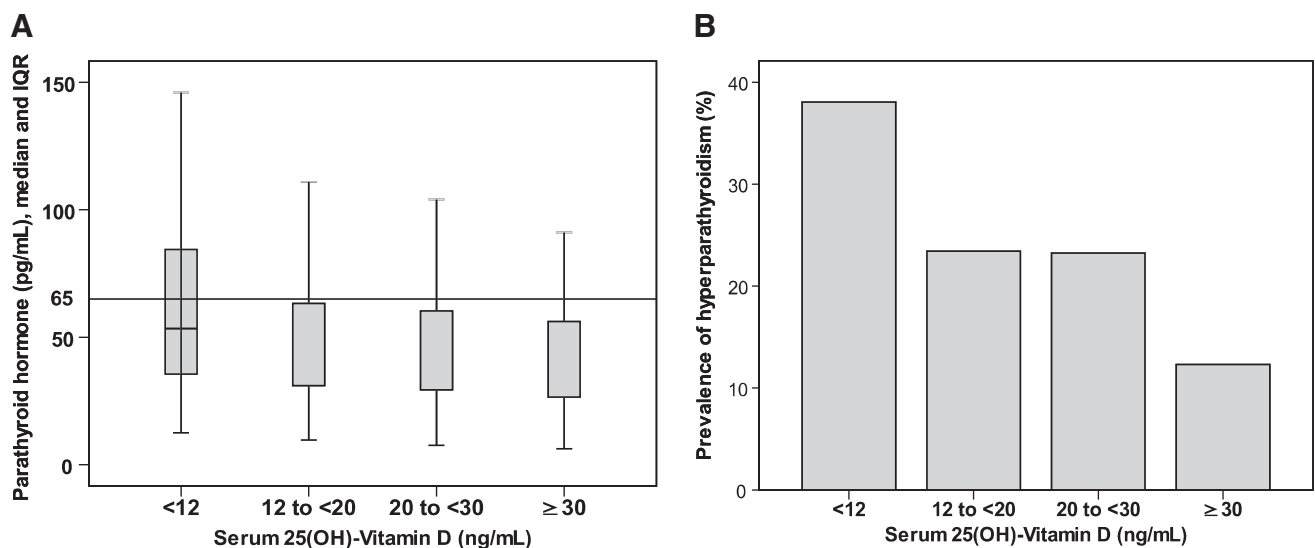 A
Parathyroid hormone (pg/mL), median and IQR
150
100
65
50
0
<12
12 to <20
20 to <30
≥ 30
Serum 25(OH)-Vitamin D (ng/mL)
B
Prevalence of hyperparathyroidism (%)
40
30
20
10
0
<12
12 to <20
20 to <30
≥ 30
Serum 25(OH)-Vitamin D (ng/mL)